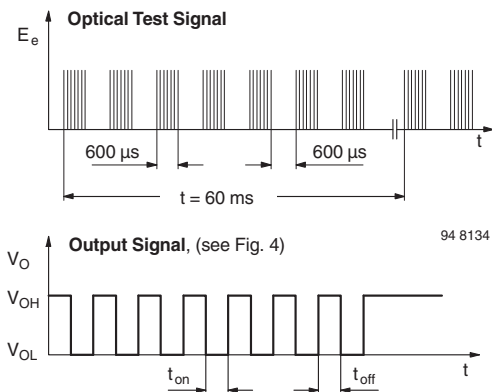 Optical Test Signal
Eₑ
t
600 µs
600 µs
t = 60 ms
94 8134
Output Signal, (see Fig. 4)
V_O
V_OH
V_OL
t
t_on
t_off